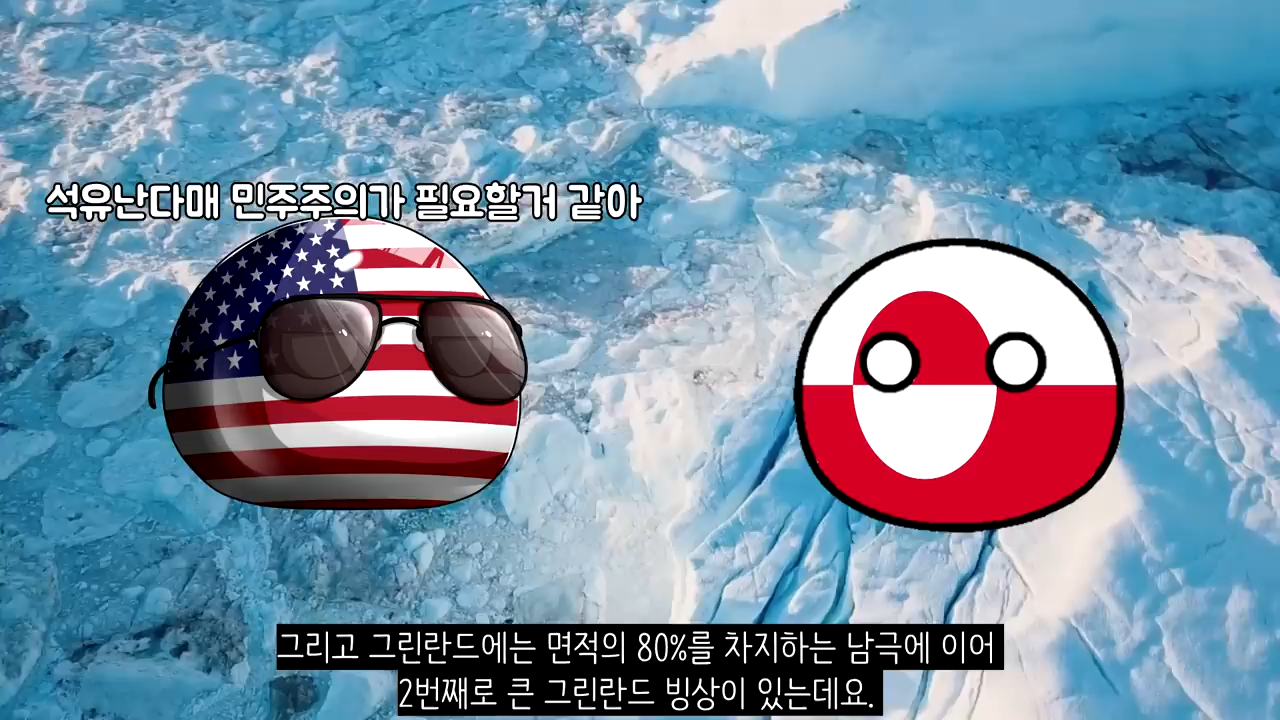 석유난다매 민주주의가 필요할거 같아
그리고 그린란드에는 면적의 80%를 차지하는 남극에 이어
2번째로 큰 그린란드 빙상이 있는데요.